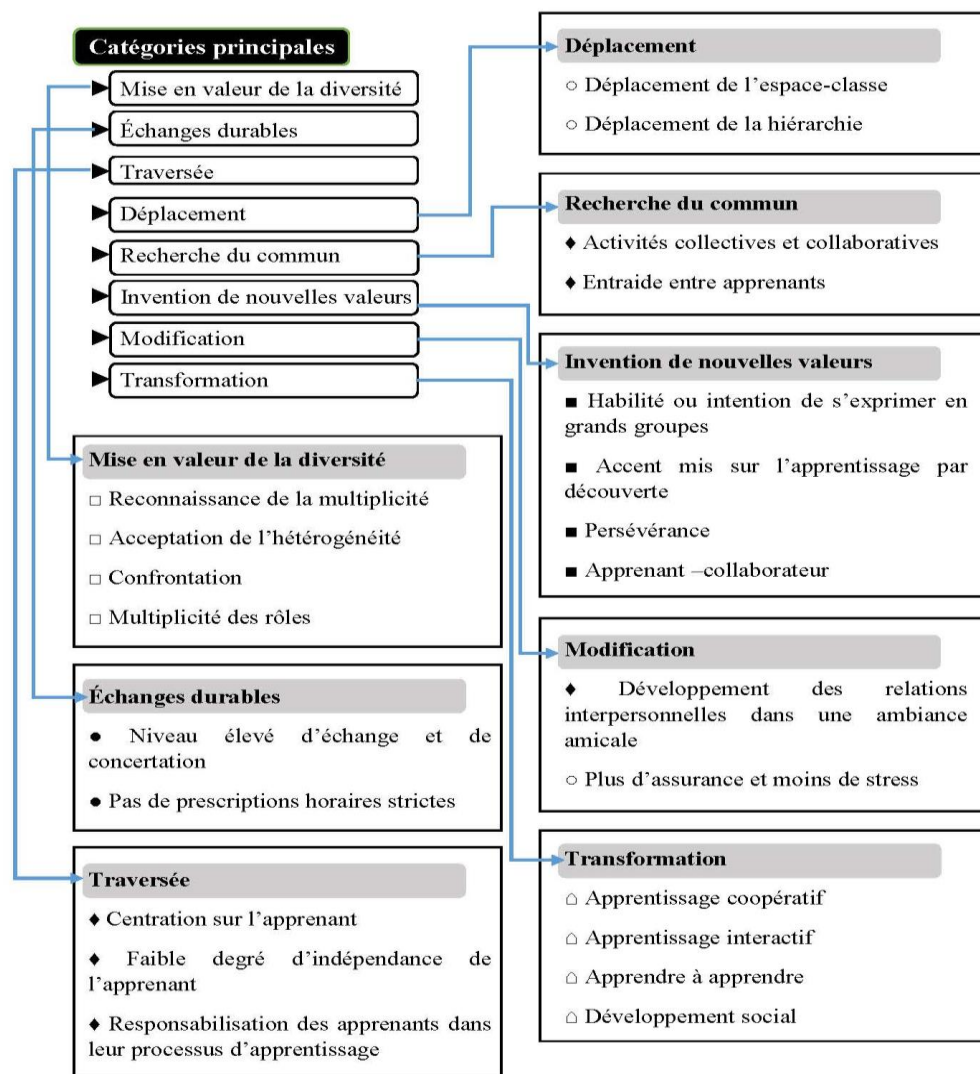 Catégories principales
Mise en valeur de la diversité
Échanges durables
Traversée
Déplacement
Recherche du commun
Invention de nouvelles valeurs
Modification
Transformation
Mise en valeur de la diversité
□ Reconnaissance de la multiplicité
□ Acceptation de l’hétérogénéité
□ Confrontation
□ Multiplicité des rôles
Échanges durables
● Niveau élevé d’échange et de
concertation
● Pas de prescriptions horaires strictes
Traversée
♦ Centration sur l’apprenant
♦ Faible degré d’indépendance de
l’apprenant
♦ Responsabilisation des apprenants dans
leur processus d’apprentissage
Déplacement
○ Déplacement de l’espace-classe
○ Déplacement de la hiérarchie
Recherche du commun
♦ Activités collectives et collaboratives
♦ Entraide entre apprenants
Invention de nouvelles valeurs
■ Habilité ou intention de s’exprimer en
grands groupes
■ Accent mis sur l’apprentissage par
découverte
■ Persévérance
■ Apprenant –collaborateur
Modification
♦ Développement des relations
interpersonnelles dans une ambiance
amicale
○ Plus d’assurance et moins de stress
Transformation
⌂ Apprentissage coopératif
⌂ Apprentissage interactif
⌂ Apprendre à apprendre
⌂ Développement social